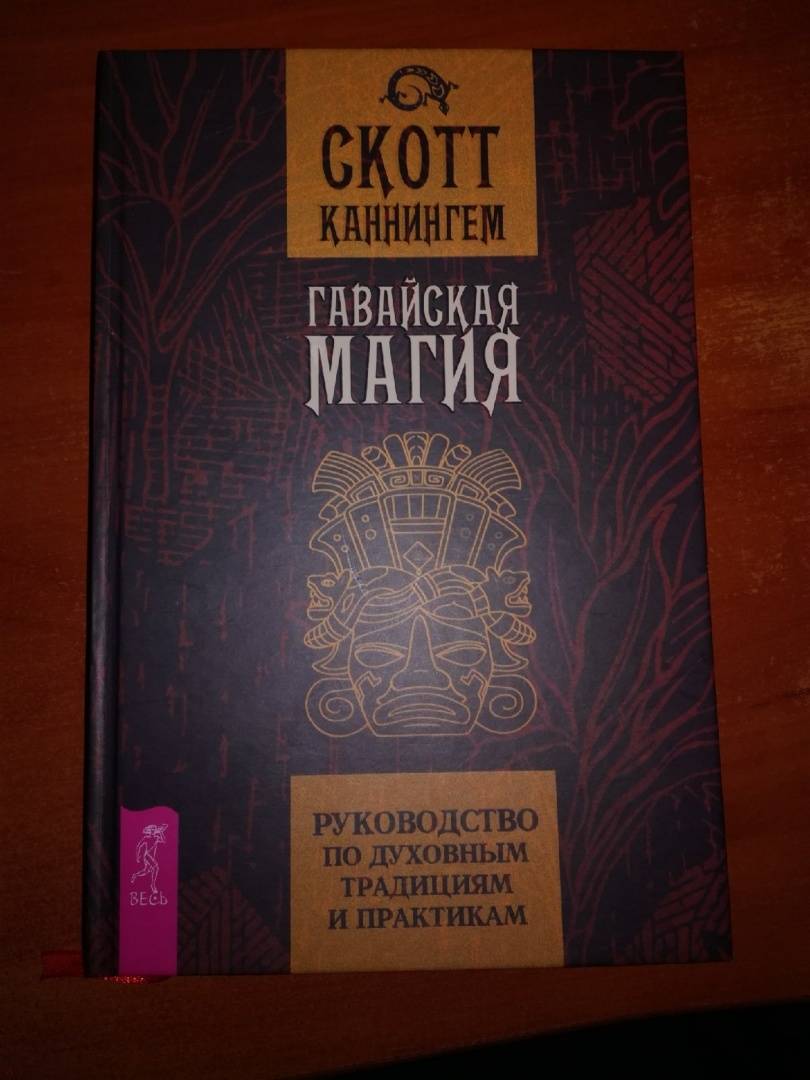 СКОТТ
КАННИНГЕМ
ГАВАЙСКАЯ
МАГИЯ
РУКОВОДСТВО
ПО ДУХОВНЫМ
ТРАДИЦИЯМ
И ПРАКТИКАМ
ВЕСЬ